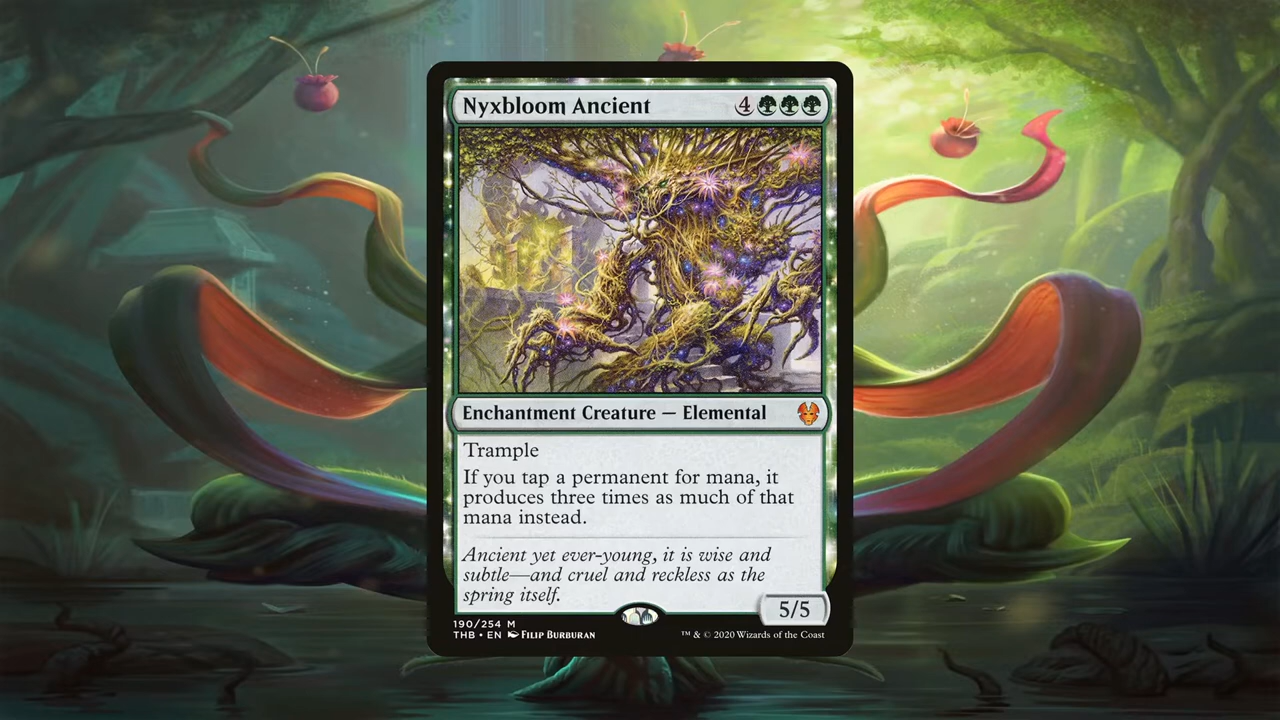 Nyxbloom Ancient 4
Enchantment Creature — Elemental
Trample
If you tap a permanent for mana, it
produces three times as much of that
mana instead.
Ancient yet ever-young, it is wise and
subtle—and cruel and reckless as the
spring itself.
5/5
190/254 M
THB • EN Filip Burburan
™ & © 2020 Wizards of the Coast